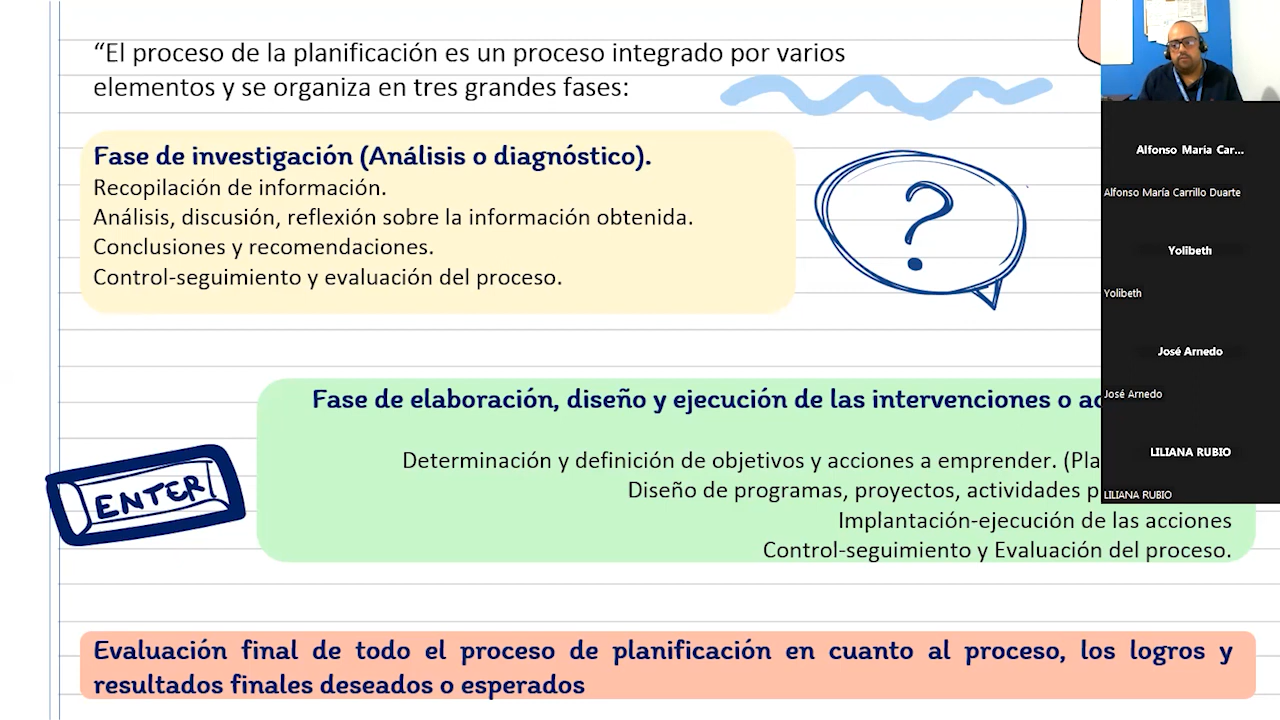 “El proceso de la planificación es un proceso integrado por varios
elementos y se organiza en tres grandes fases:
Fase de investigación (Análisis o diagnóstico).
Recopilación de información.
Análisis, discusión, reflexión sobre la información obtenida.
Conclusiones y recomendaciones.
Control-seguimiento y evaluación del proceso.
?
Fase de elaboración, diseño y ejecución de las intervenciones o
Determinación y definición de objetivos y acciones a emprender.
Diseño de programas, proyectos, actividades
Implantación-ejecución de las acciones
Control-seguimiento y Evaluación del proceso.
ENTER
Evaluación final de todo el proceso de planificación en cuanto al proceso, los logros y
resultados finales deseados o esperados
Alfonso María Car...
Alfonso María Carrillo Duarte
Yolibeth
Yolibeth
José Arnedo
José Arnedo
LILIANA RUBIO
LILIANA RUBIO